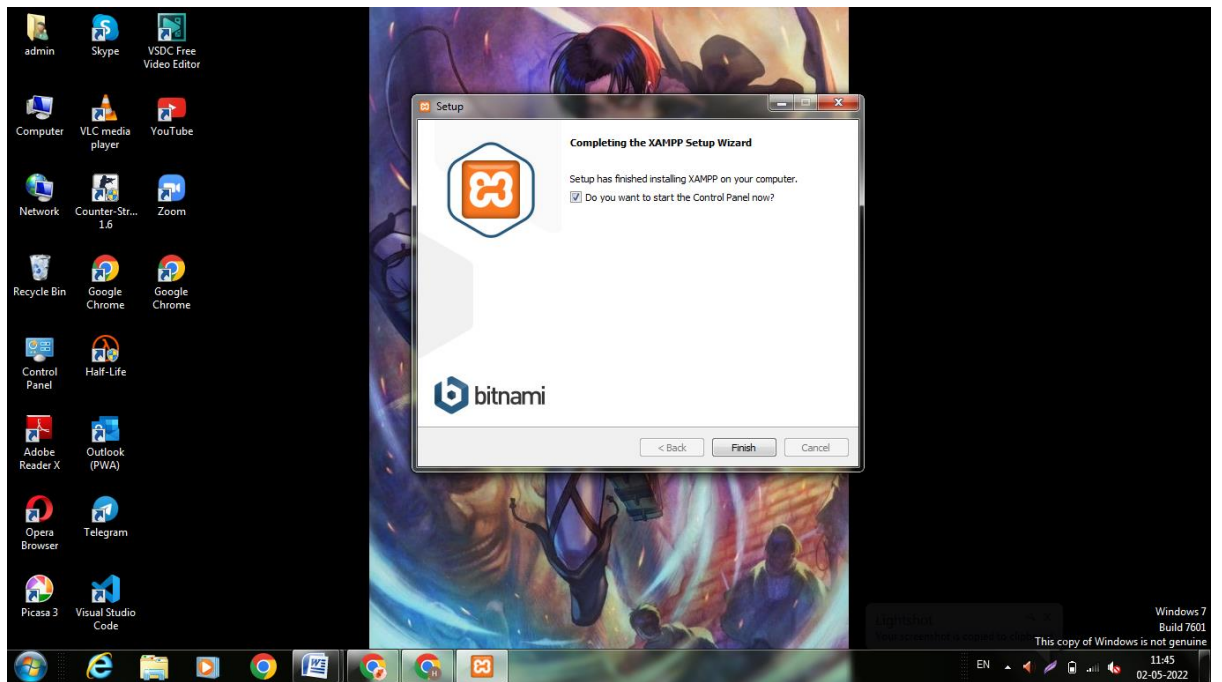 admin
Skype
VSDC Free
Video Editor
Computer
VLC media
player
YouTube
Network
Counter-Str...
1.6
Zoom
Recycle Bin
Google
Chrome
Google
Chrome
Control
Panel
Half-Life
Adobe
Reader X
Outlook
(PWA)
Opera
Browser
Telegram
Picasa 3
Visual Studio
Code
Setup
Completing the XAMPP Setup Wizard
Setup has finished installing XAMPP on your computer.
Do you want to start the Control Panel now?
bitnami
< Back
Finish
Cancel
Lightshot
Windows 7
Build 7601
This copy of Windows is not genuine
EN
11:45
02-05-2022